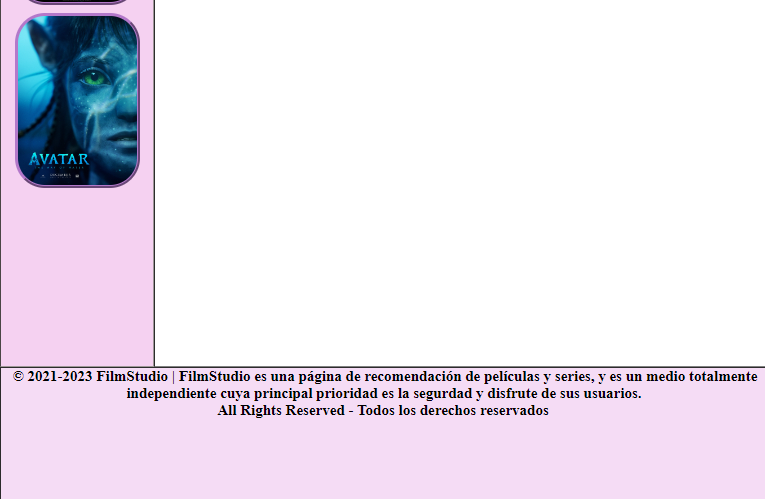 AVATAR
© 2021-2023 FilmStudio | FilmStudio es una página de recomendación de películas y series, y es un medio totalmente
independiente cuya principal prioridad es la segurdad y disfrute de sus usuarios.
All Rights Reserved - Todos los derechos reservados